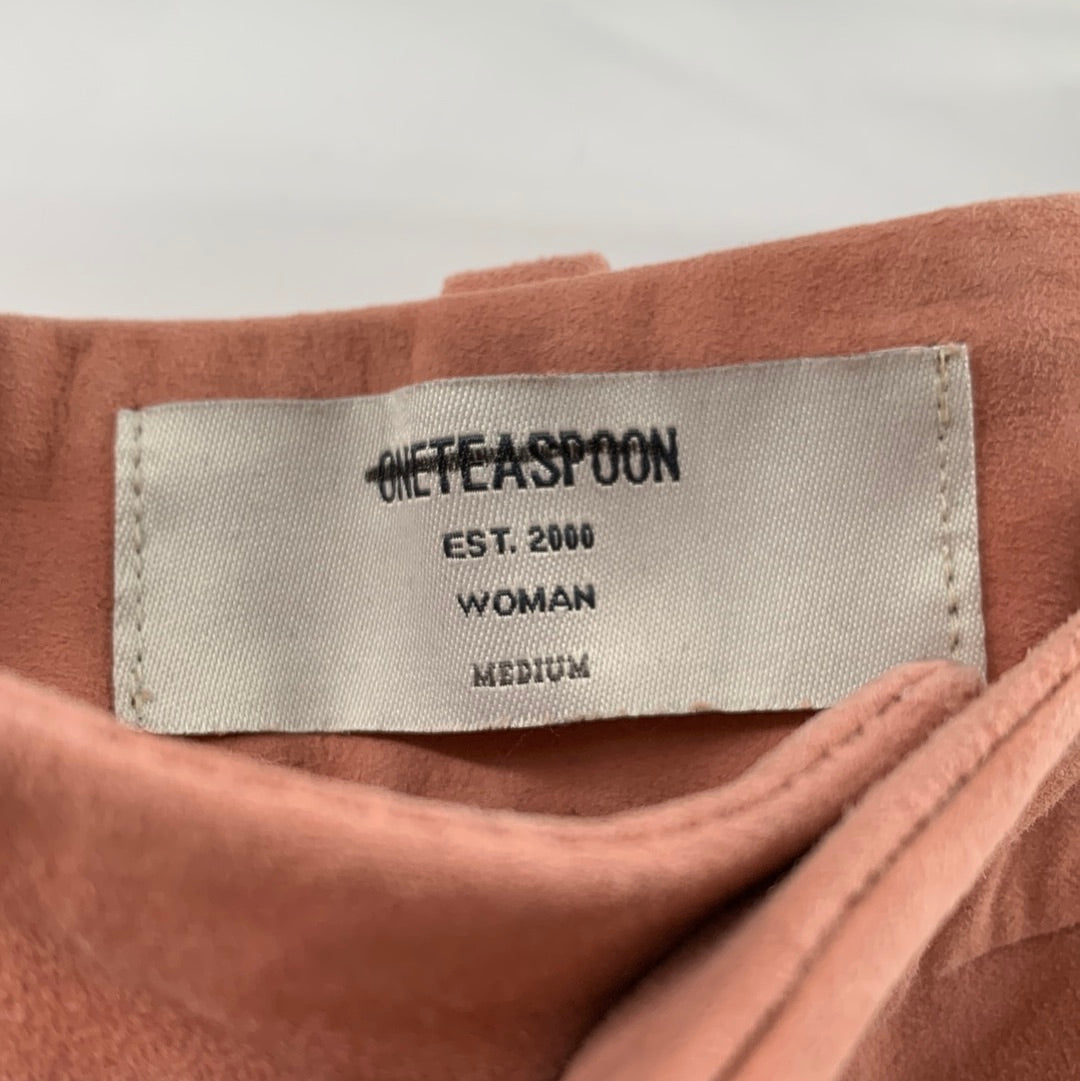 ONETEASPOON
EST. 2000
WOMAN
MEDIUM